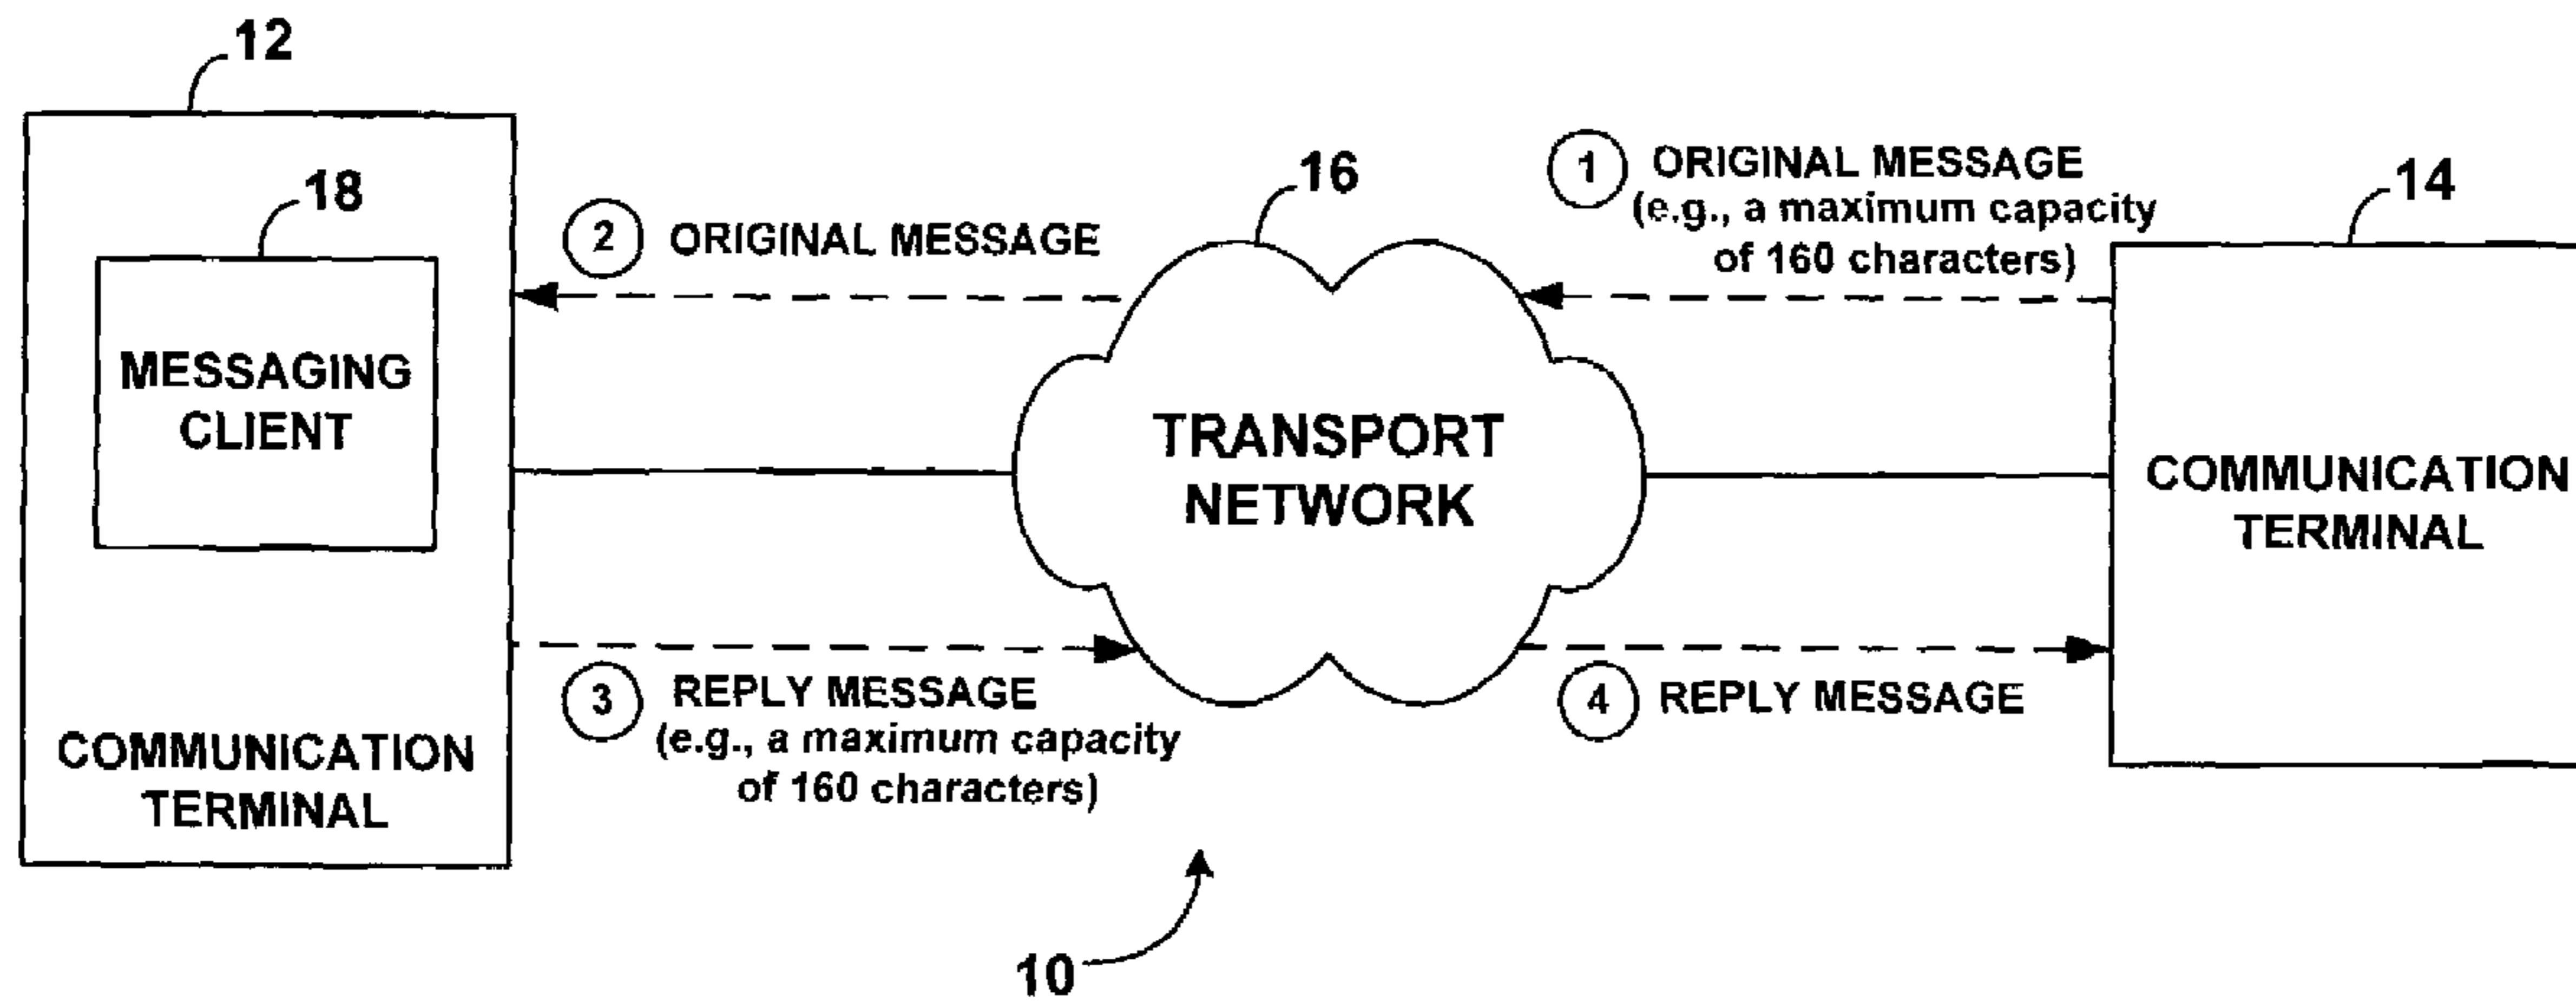 12
18
MESSAGING
CLIENT
COMMUNICATION
TERMINAL
2 ORIGINAL MESSAGE
3 REPLY MESSAGE
(e.g., a maximum capacity
of 160 characters)
16
TRANSPORT
NETWORK
1 ORIGINAL MESSAGE
(e.g., a maximum capacity
of 160 characters)
4 REPLY MESSAGE
14
COMMUNICATION
TERMINAL
10